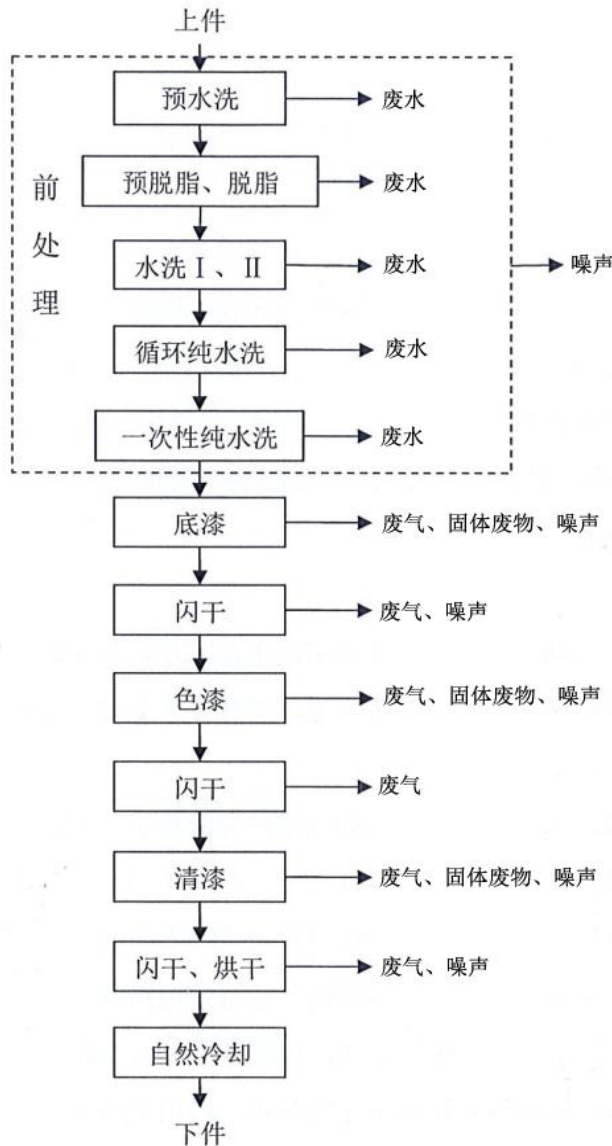 上件
预水洗
废水
预脱脂、脱脂
废水
水洗Ⅰ、Ⅱ
废水
循环纯水洗
废水
一次性纯水洗
废水
前处理
噪声
底漆
废气、固体废物、噪声
闪干
废气、噪声
色漆
废气、固体废物、噪声
闪干
废气
清漆
废气、固体废物、噪声
闪干、烘干
废气、噪声
自然冷却
下件